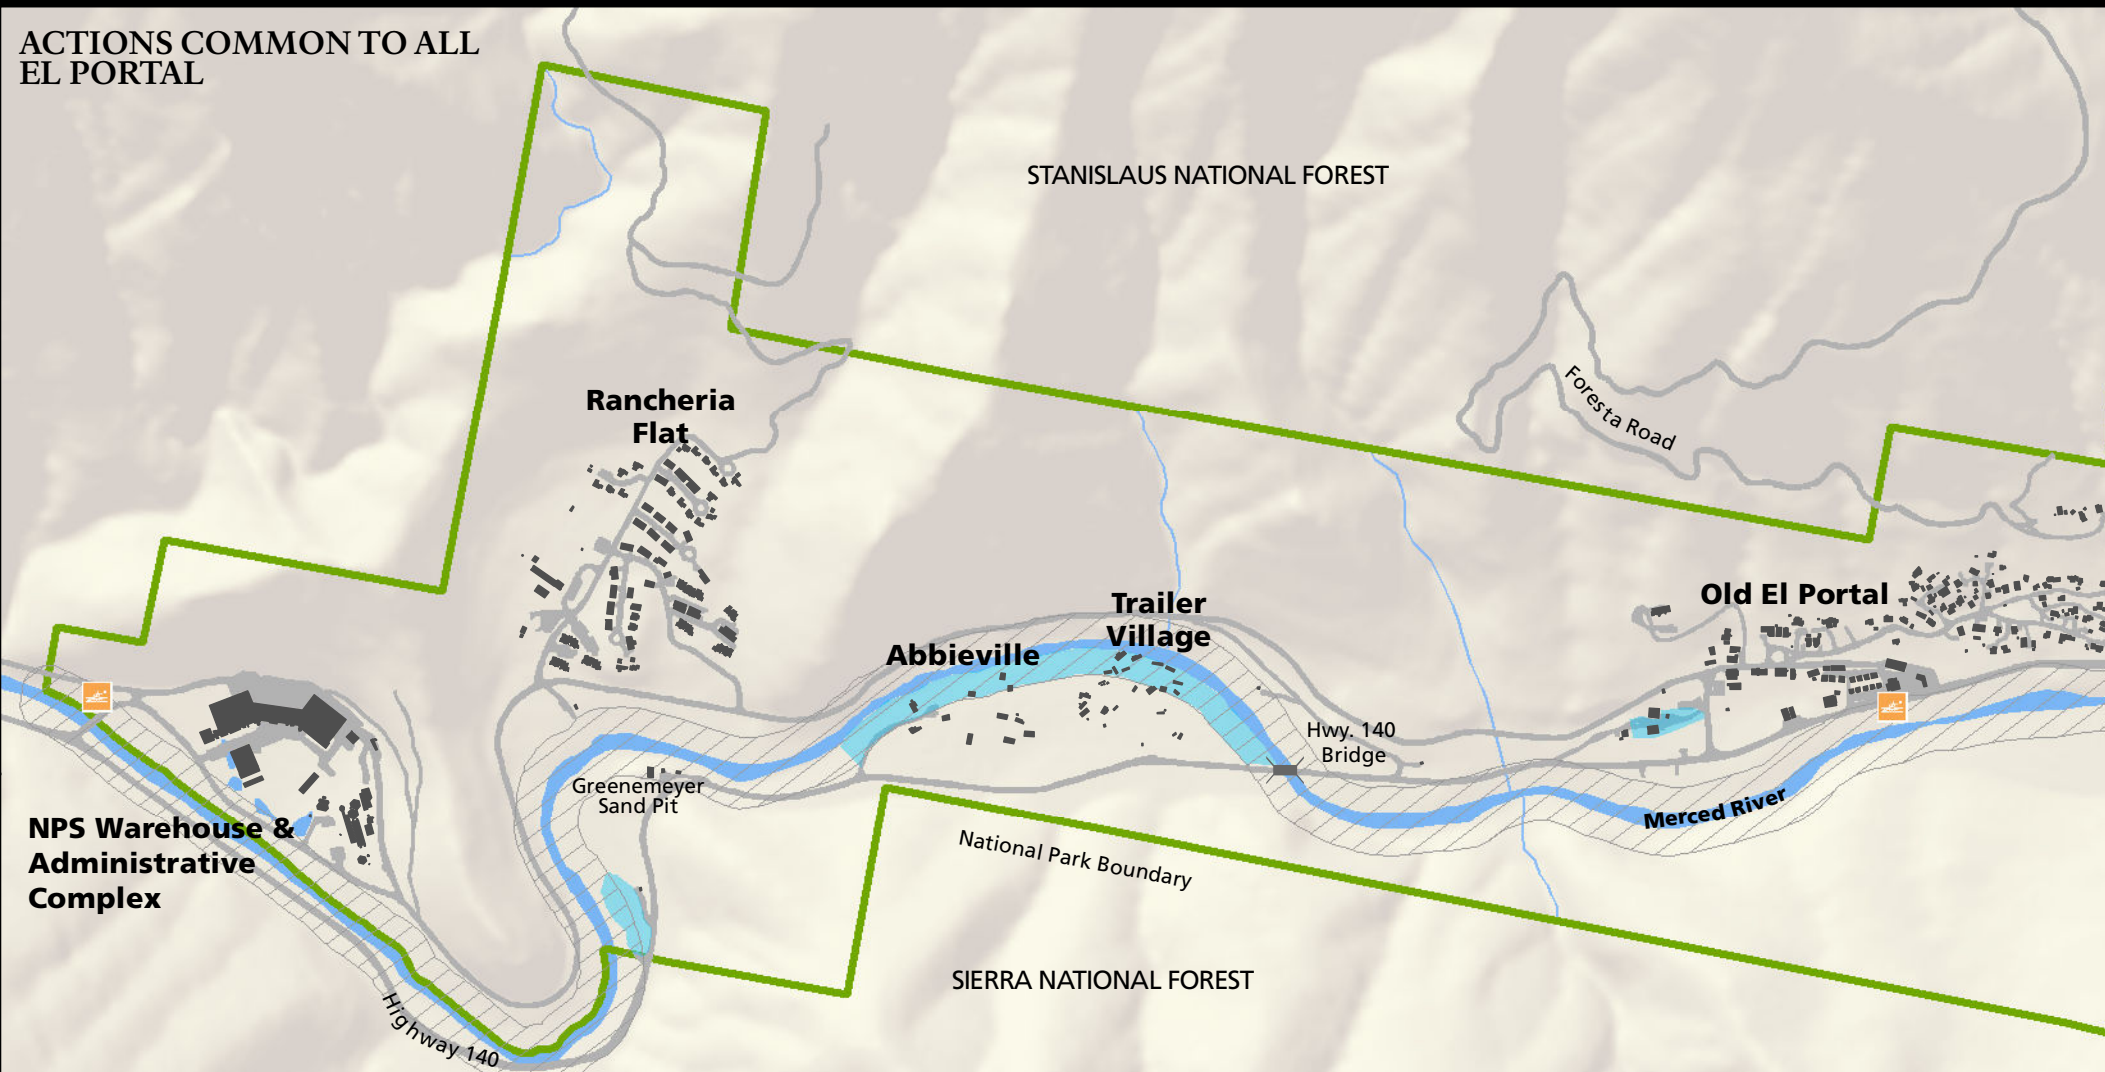 ACTIONS COMMON TO ALL
EL PORTAL
STANISLAUS NATIONAL FOREST
Rancheria
Flat
Foresta Road
Trailer
Village
Old El Portal
Abbieville
Hwy. 140
Bridge
Greenemeyer
Sand Pit
Merced River
NPS Warehouse &
Administrative
Complex
National Park Boundary
SIERRA NATIONAL FOREST
Highway 140